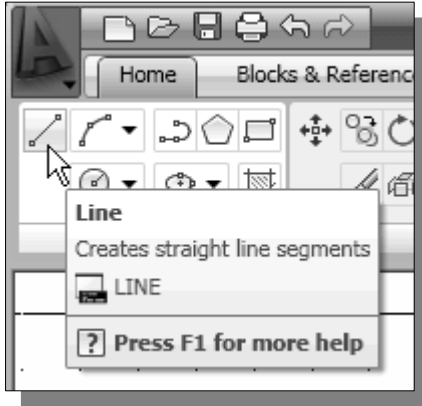 Home Blocks & Referenc
Line
Creates straight line segments
LINE
? Press F1 for more help